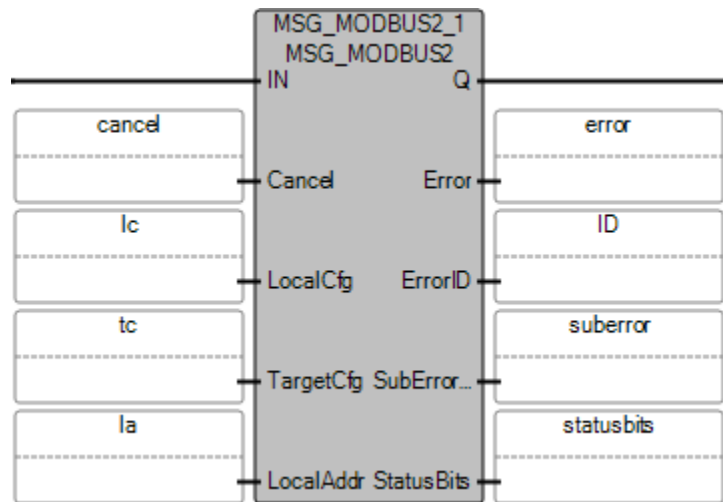 MSG_MODBUS2_1
MSG_MODBUS2
IN Q
cancel error
Cancel Error
lc ID
LocalCfg ErrorID
tc suberror
TargetCfg SubError...
la statusbits
LocalAddr StatusBits